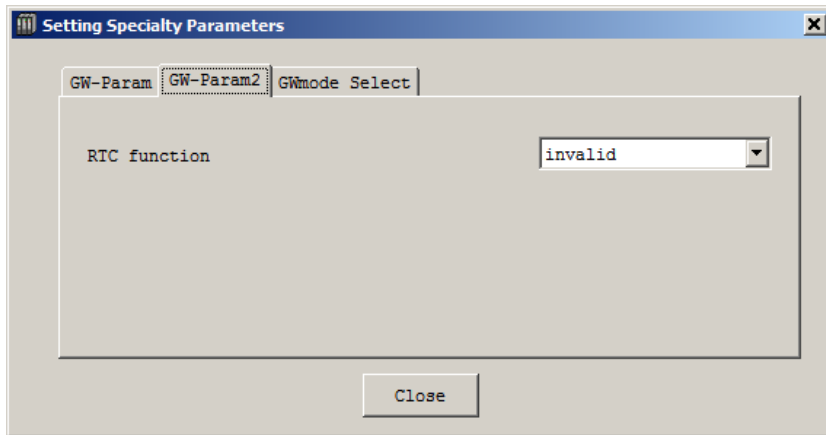 Setting Specialty Parameters
GW-Param GW-Param2 GWmode Select
RTC function invalid
Close